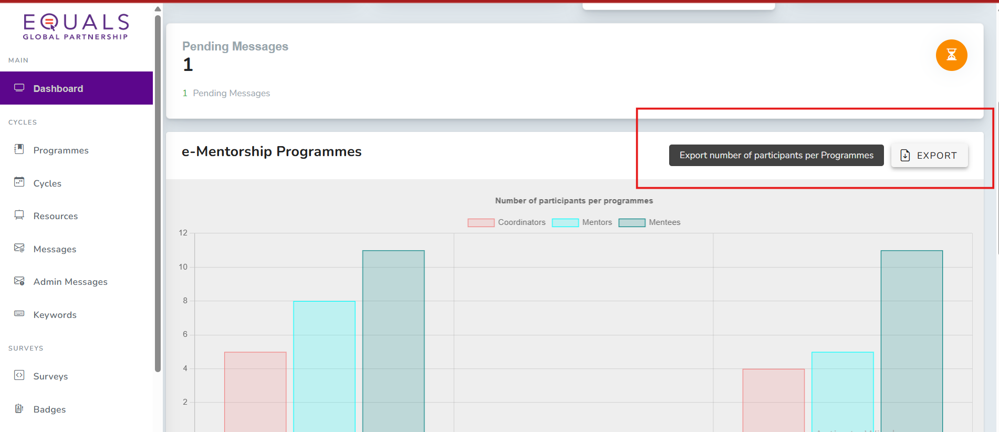 EQUALS
GLOBAL PARTNERSHIP
MAIN
Dashboard
CYCLES
Programmes
Cycles
Resources
Messages
Admin Messages
Keywords
SURVEYS
Surveys
Badges
Pending Messages
1
1 Pending Messages
e-Mentorship Programmes
Export number of participants per Programmes
EXPORT
Number of participants per programmes
Coordinators Mentors Mentees
12
10
8
6
4
2